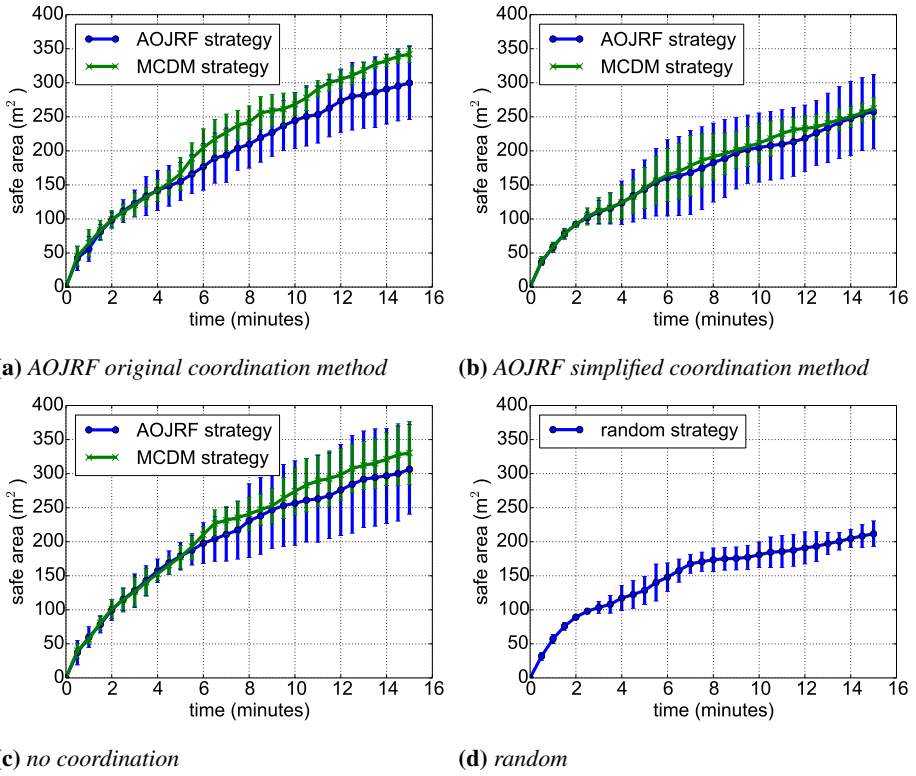 400
350
300
250
200
150
100
50
0
safe area (m²)
AOJRF strategy
MCDM strategy
0 2 4 6 8 10 12 14 16
time (minutes)
(a) AOJRF original coordination method
400
350
300
250
200
150
100
50
0
safe area (m²)
AOJRF strategy
MCDM strategy
0 2 4 6 8 10 12 14 16
time (minutes)
(b) AOJRF simplified coordination method
400
350
300
250
200
150
100
50
0
safe area (m²)
AOJRF strategy
MCDM strategy
0 2 4 6 8 10 12 14 16
time (minutes)
(c) no coordination
400
350
300
250
200
150
100
50
0
safe area (m²)
random strategy
0 2 4 6 8 10 12 14 16
time (minutes)
(d) random